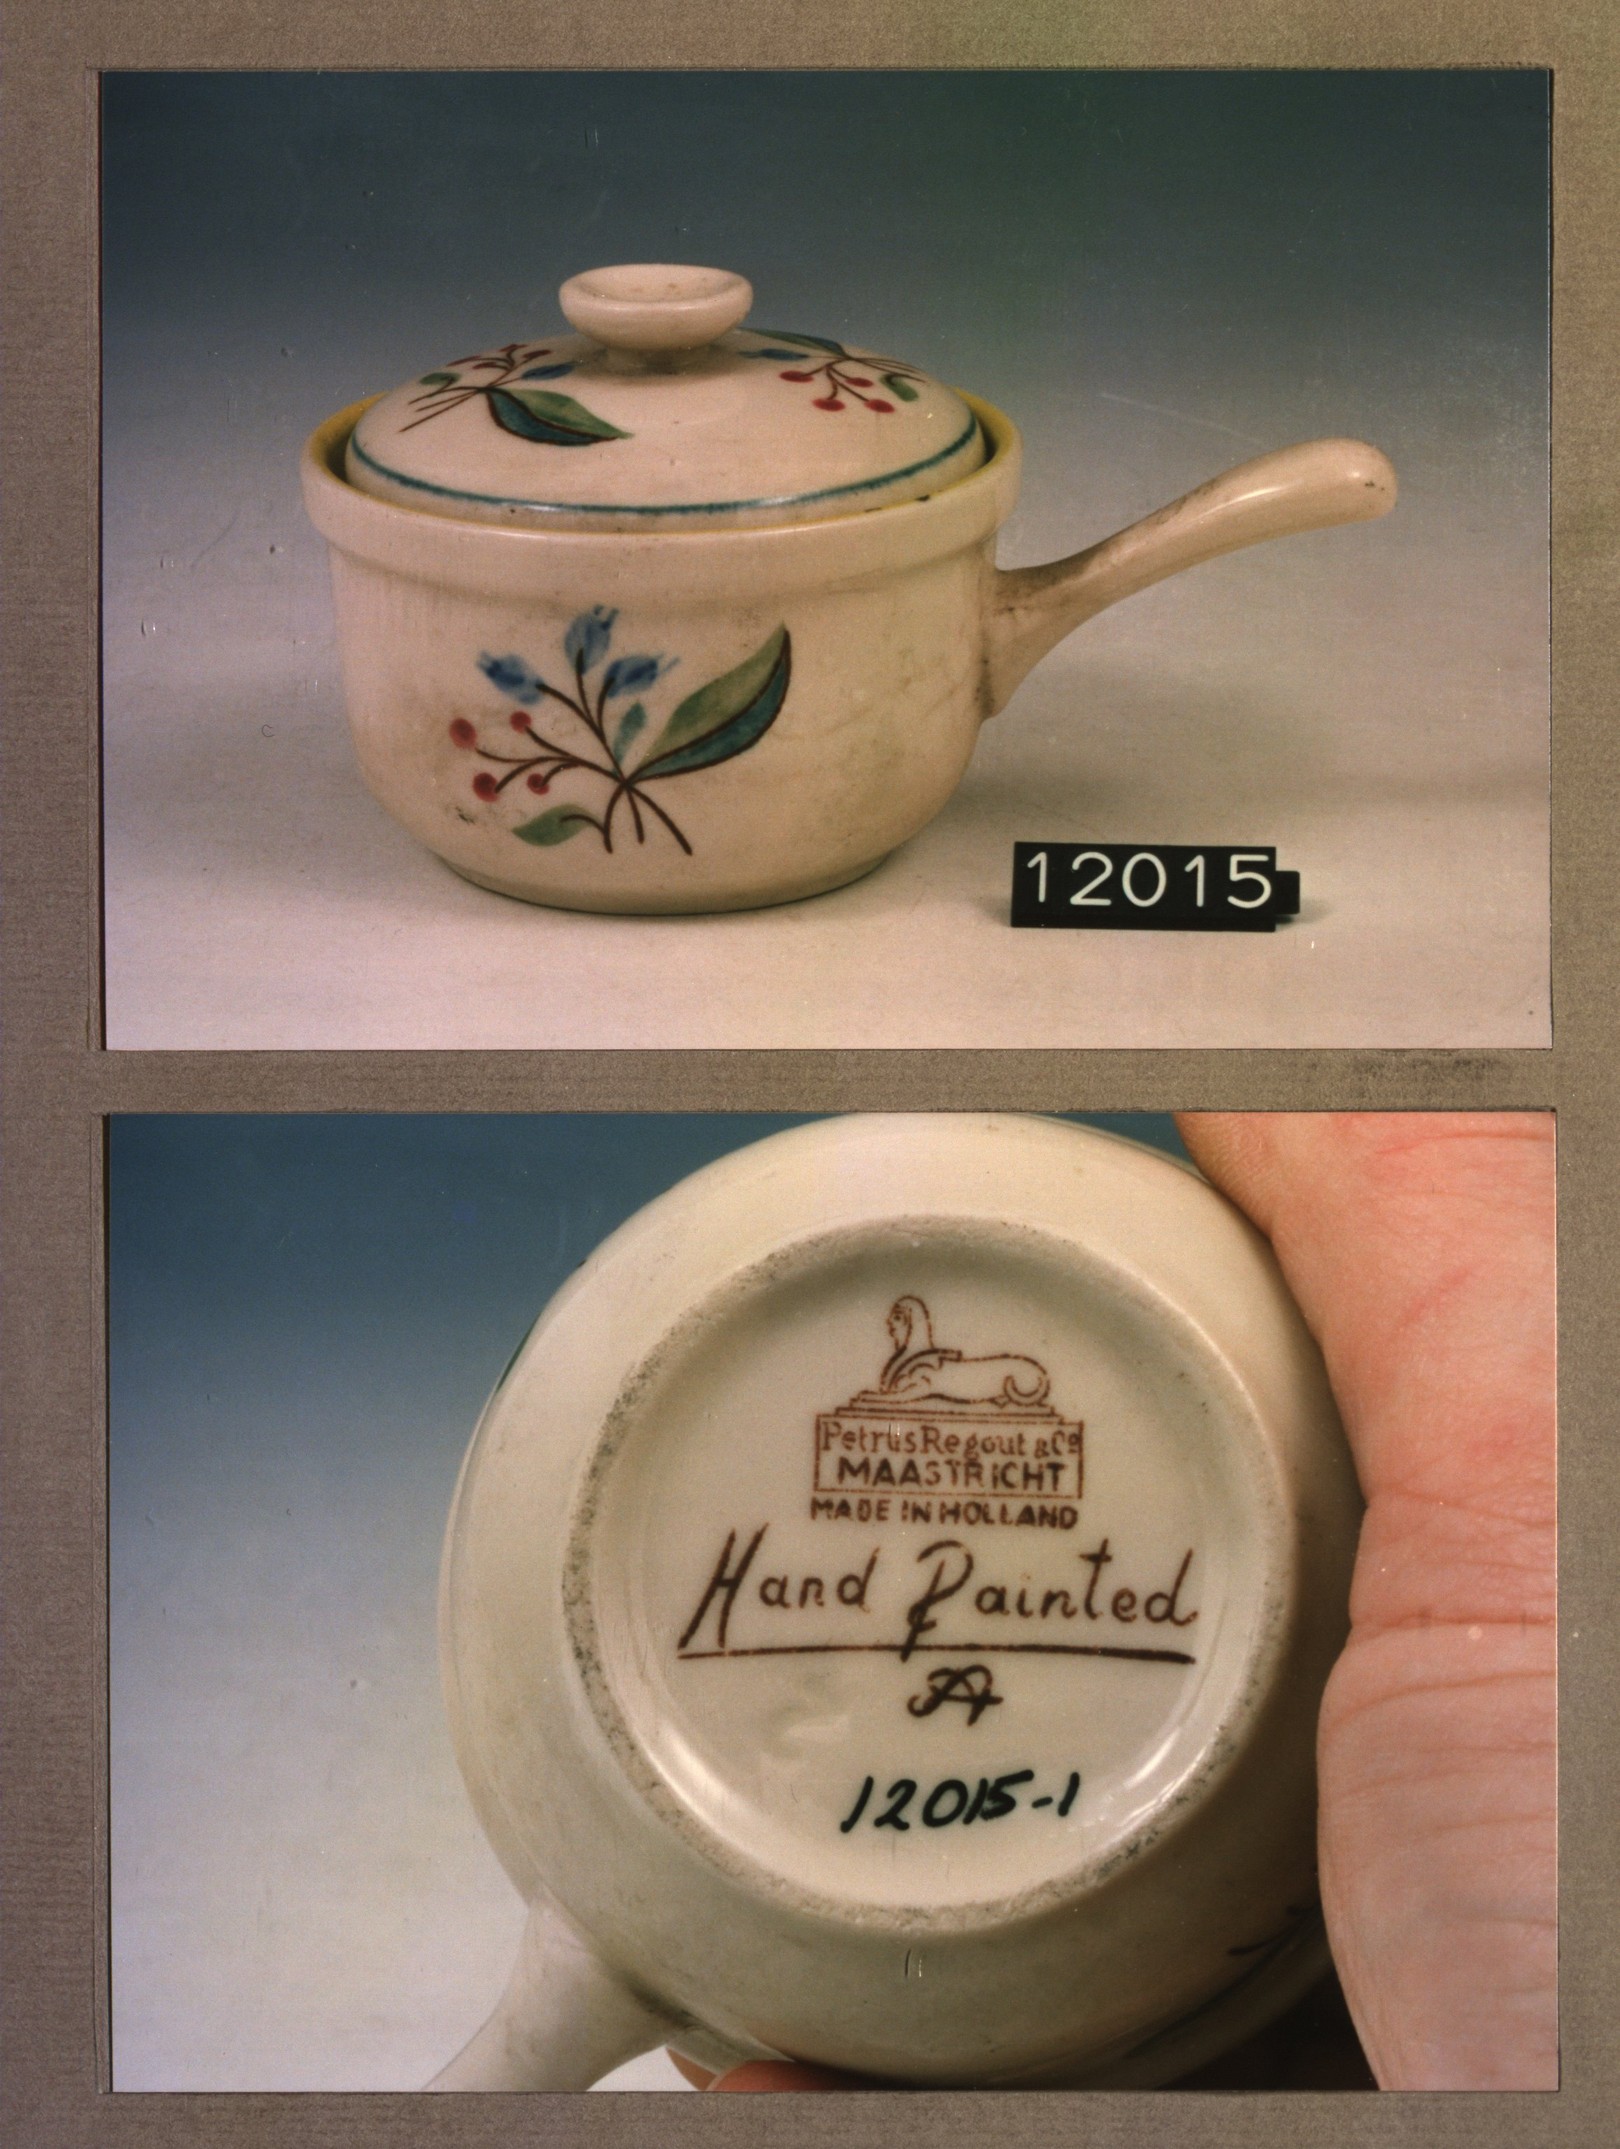 12015
Petrus Regout & Co
MAASTRICHT
MADE IN HOLLAND
Hand Painted
12015-1